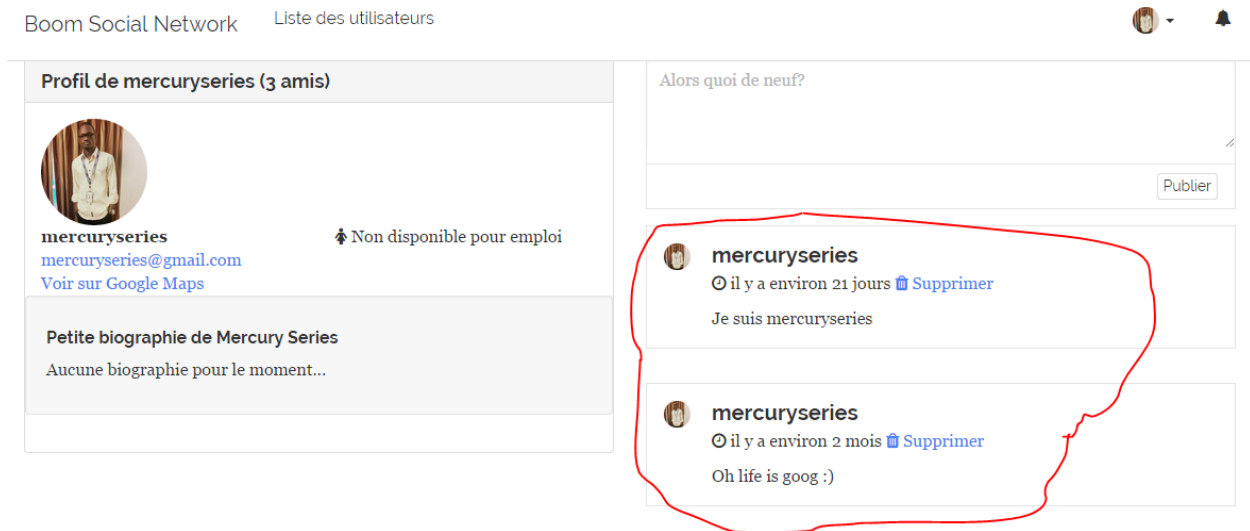 Boom Social Network Liste des utilisateurs
Profil de mercuryseries (3 amis)
mercuryseries
Non disponible pour emploi
mercuryseries@gmail.com
Voir sur Google Maps
Petite biographie de Mercury Series
Aucune biographie pour le moment...
Alors quoi de neuf?
Publier
mercuryseries
il y a environ 21 jours Supprimer
Je suis mercuryseries
mercuryseries
il y a environ 2 mois Supprimer
Oh life is goog :)